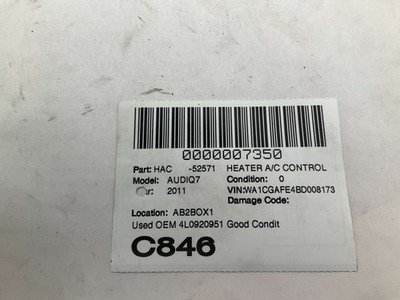 0000007350
Part: HAC -52571 HEATER A/C CONTROL
Model: AUDIQ7 Condition: 0
ar: 2011 VIN:WA1CGAFE4BD008173
Damage Code:
Location: AB2BOX1
Used OEM 4L0920951 Good Condit
C846